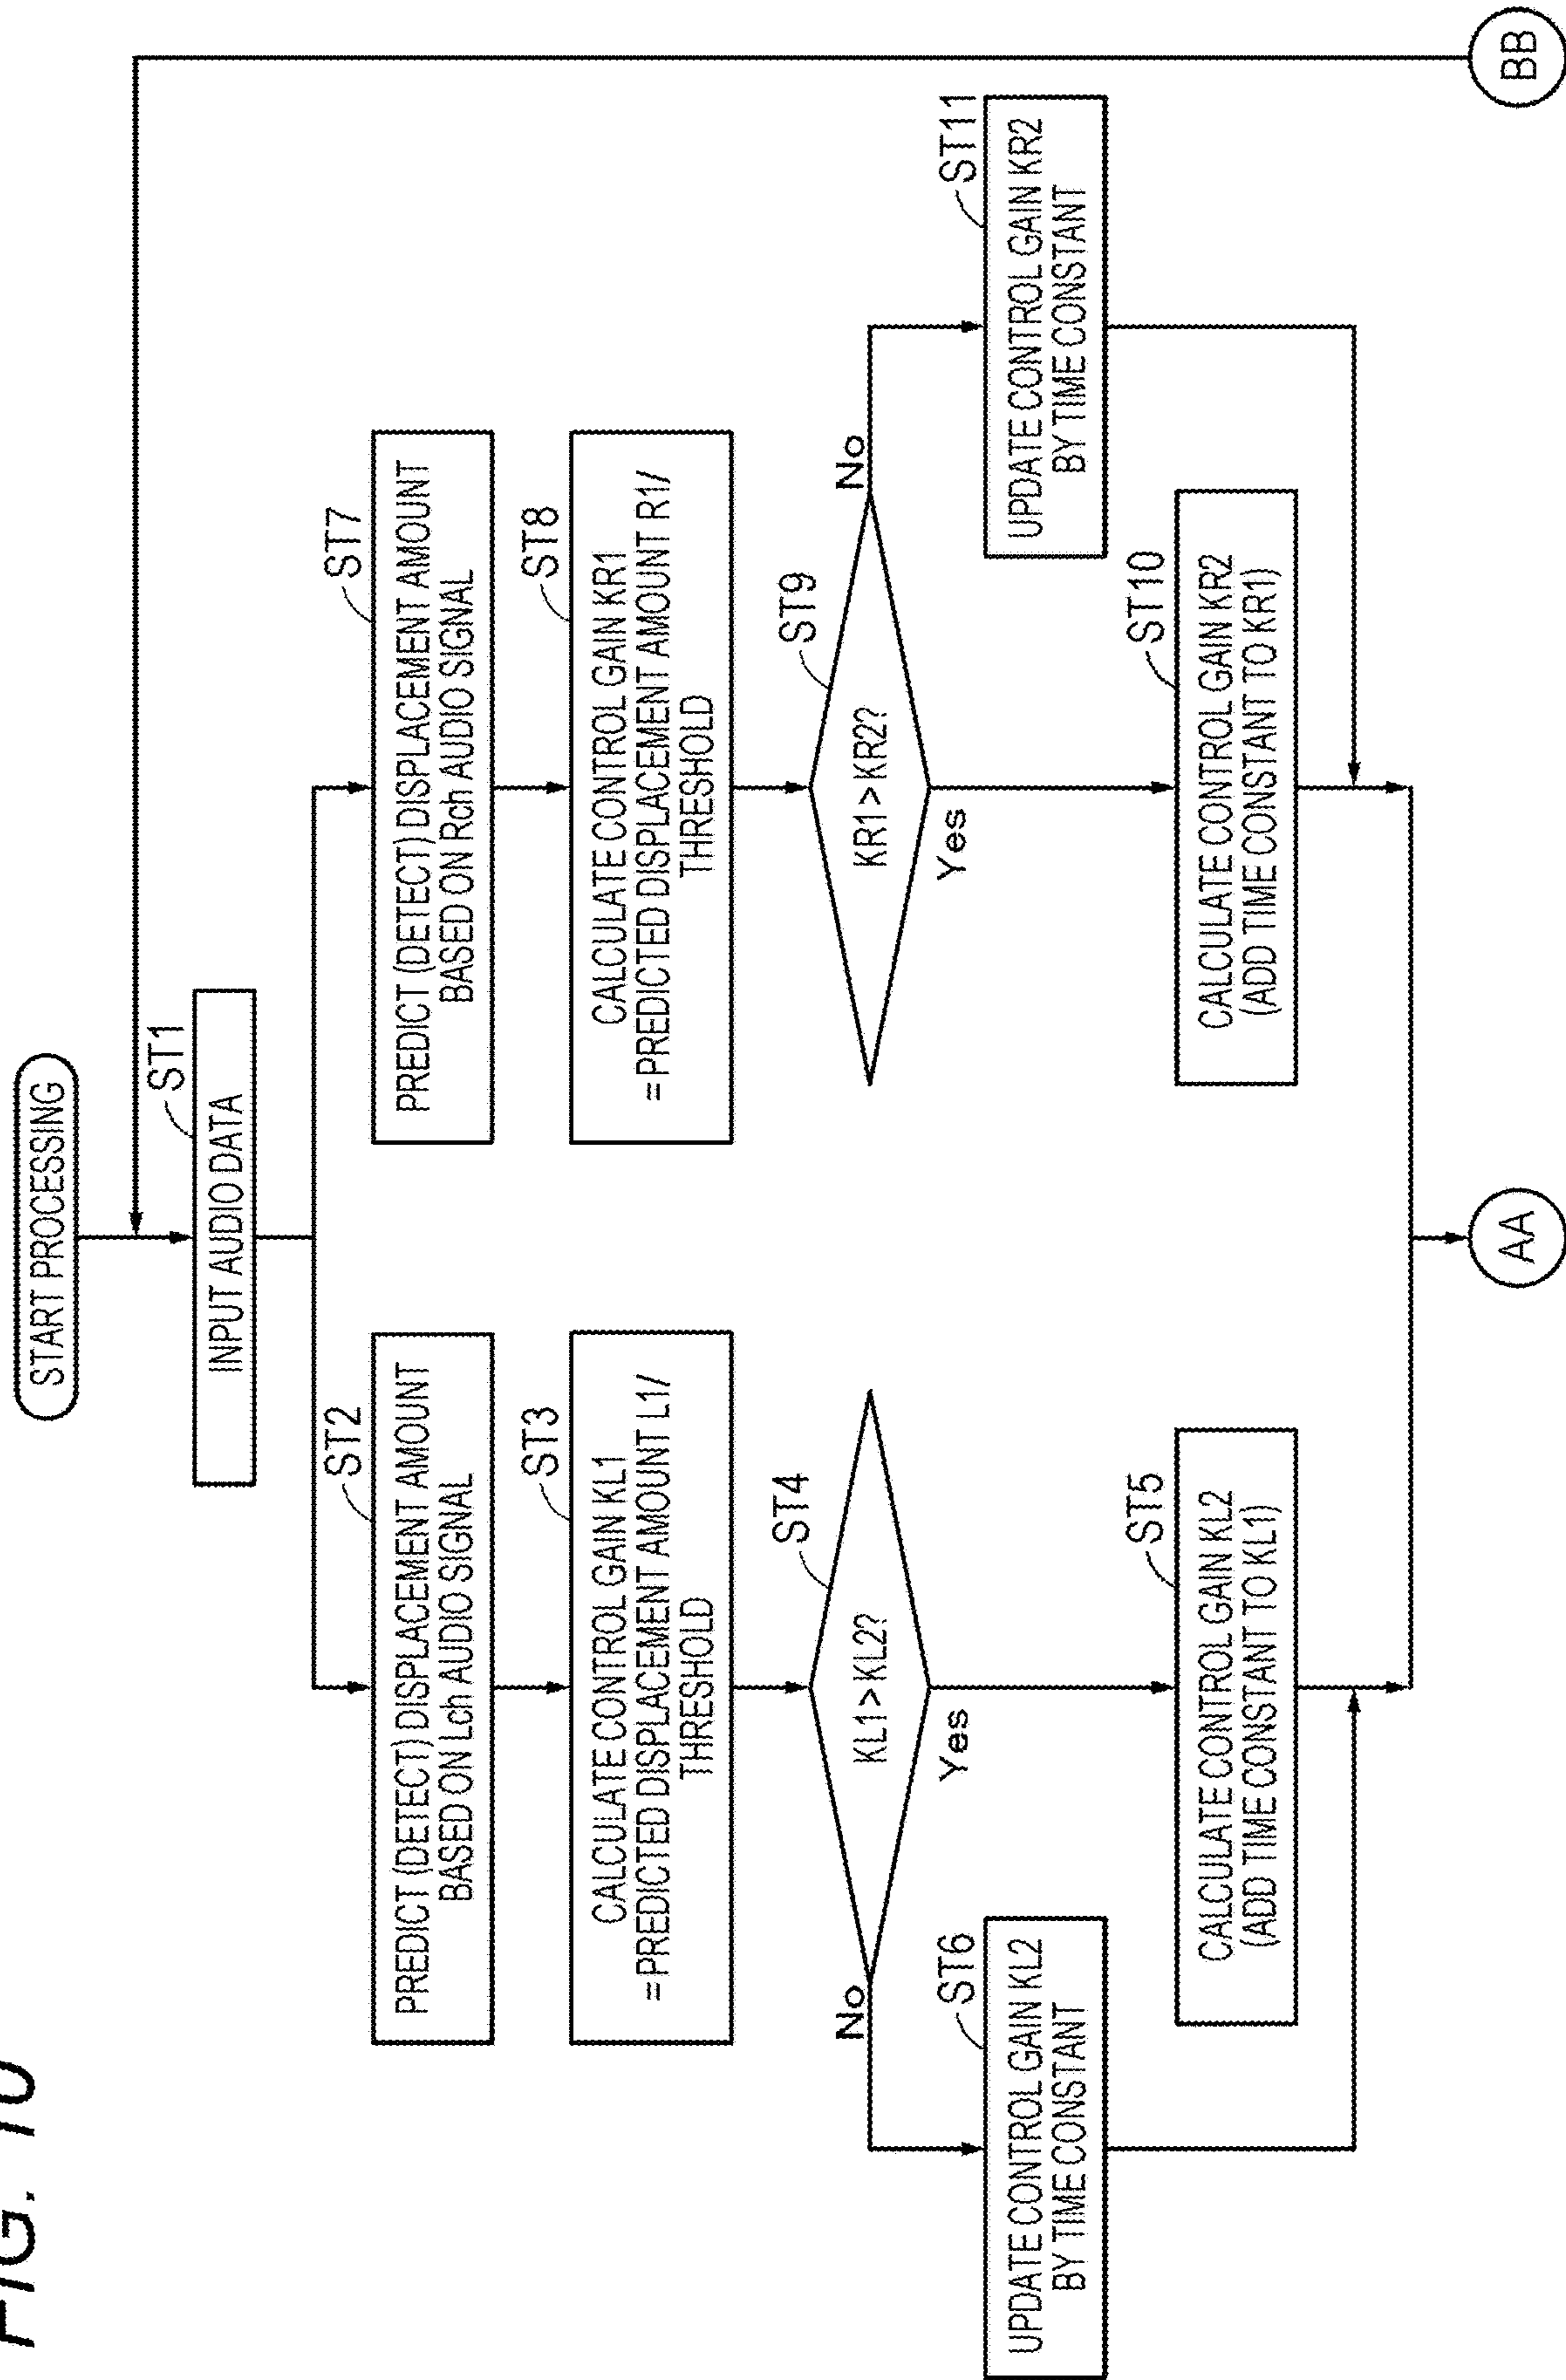 FIG. 10
START PROCESSING
ST1
INPUT AUDIO DATA
ST2
PREDICT (DETECT) DISPLACEMENT AMOUNT
BASED ON Lch AUDIO SIGNAL
ST3
CALCULATE CONTROL GAIN KL1
=PREDICTED DISPLACEMENT AMOUNT L1/
THRESHOLD
ST4
KL1>KL2?
No
Yes
ST6
UPDATE CONTROL GAIN KL2
BY TIME CONSTANT
ST5
CALCULATE CONTROL GAIN KL2
(ADD TIME CONSTANT TO KL1)
ST7
PREDICT (DETECT) DISPLACEMENT AMOUNT
BASED ON Rch AUDIO SIGNAL
ST8
CALCULATE CONTROL GAIN KR1
=PREDICTED DISPLACEMENT AMOUNT R1/
THRESHOLD
ST9
KR1>KR2?
No
Yes
ST11
UPDATE CONTROL GAIN KR2
BY TIME CONSTANT
ST10
CALCULATE CONTROL GAIN KR2
(ADD TIME CONSTANT TO KR1)
AA
BB